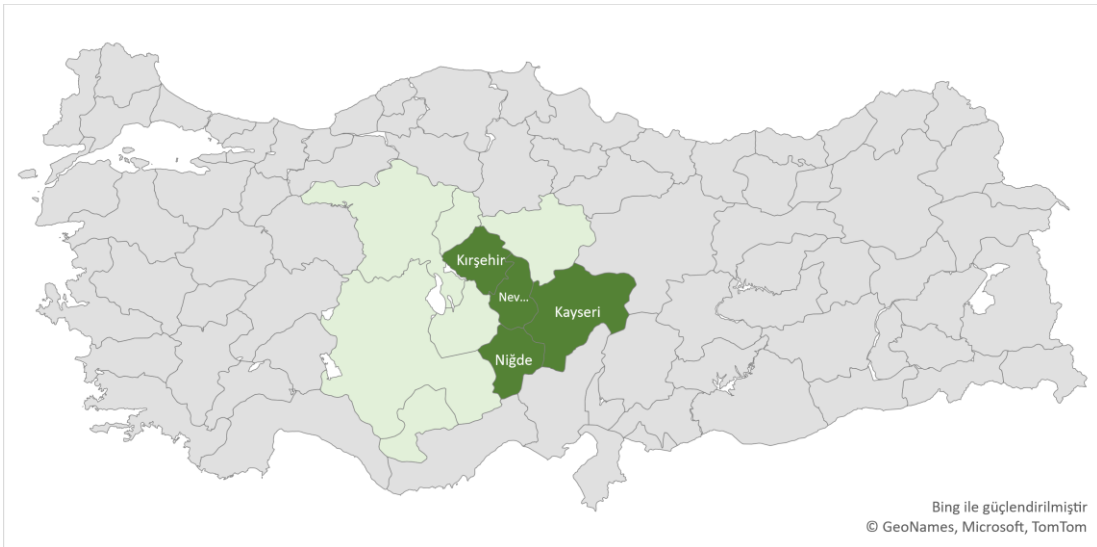 Kırşehir
Nev...
Kayseri
Niğde
Bing ile güçlendirilmiştir
© GeoNames, Microsoft, TomTom